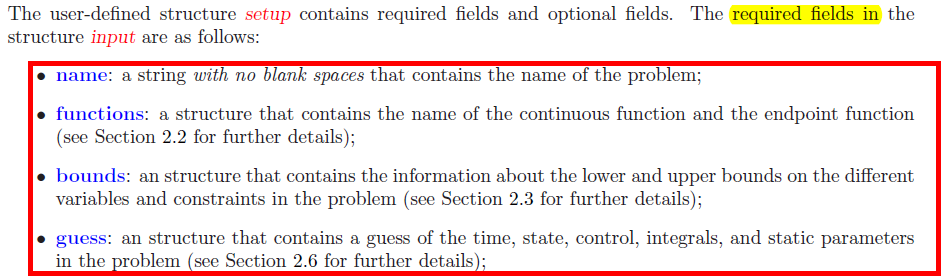 The user-defined structure setup contains required fields and optional fields. The required fields in the
structure input are as follows:
• name: a string with no blank spaces that contains the name of the problem;
• functions: a structure that contains the name of the continuous function and the endpoint function
(see Section 2.2 for further details);
• bounds: an structure that contains the information about the lower and upper bounds on the different
variables and constraints in the problem (see Section 2.3 for further details);
• guess: an structure that contains a guess of the time, state, control, integrals, and static parameters
in the problem (see Section 2.6 for further details);